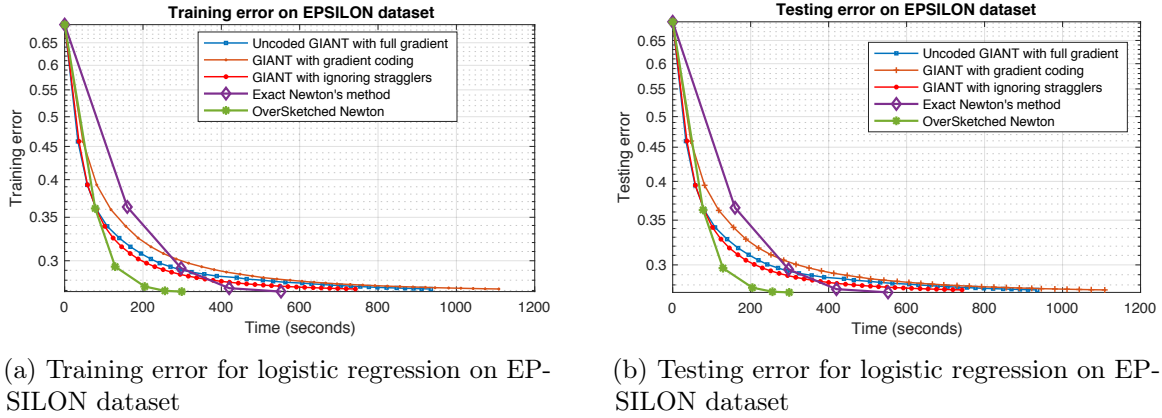 Training error on EPSILON dataset
0.65
0.6
0.55
0.5
0.45
0.4
0.35
0.3
Training error
Uncoded GIANT with full gradient
GIANT with gradient coding
GIANT with ignoring stragglers
Exact Newton's method
OverSketched Newton
0 200 400 600 800 1000 1200
Time (seconds)
(a) Training error for logistic regression on EP-
SILON dataset
Testing error on EPSILON dataset
0.65
0.6
0.55
0.5
0.45
0.4
0.35
0.3
Testing error
Uncoded GIANT with full gradient
GIANT with gradient coding
GIANT with ignoring stragglers
Exact Newton's method
OverSketched Newton
0 200 400 600 800 1000 1200
Time (seconds)
(b) Testing error for logistic regression on EP-
SILON dataset